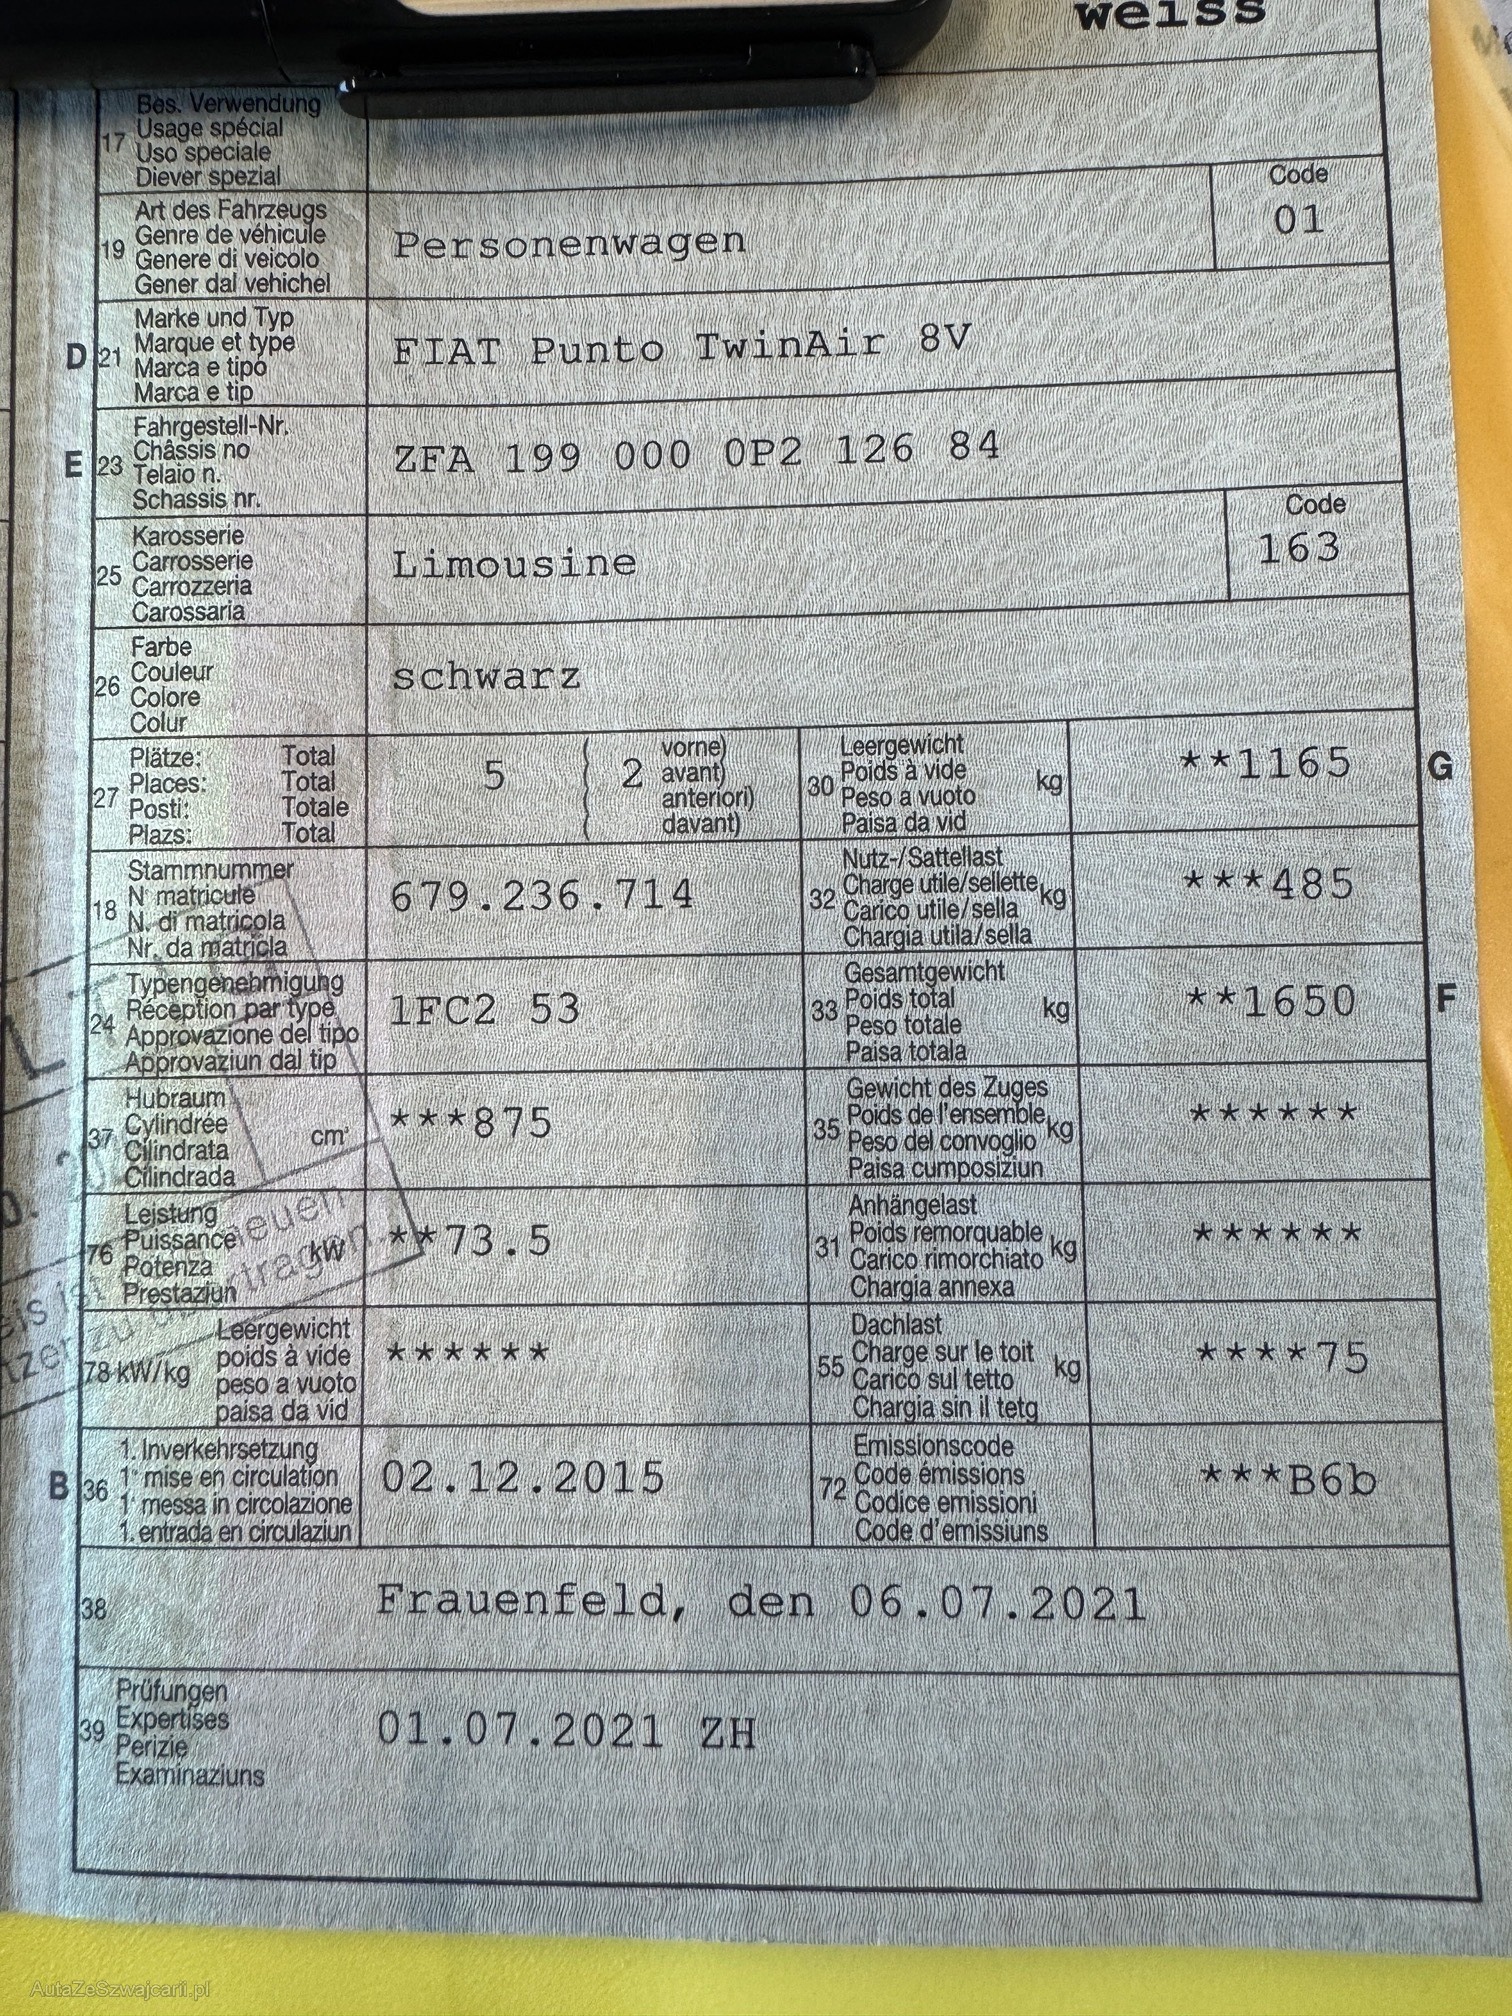 weiss
Bes. Verwendung
17 Usage spécial
Uso speciale
Diever spezial
Code
01
Art des Fahrzeugs
19 Genre de véhicule
Genere di veicolo
Gener dal vehichel
Personenwagen
D 21 Marke und Typ
Marque et type
Marca e tipo
Marca e tip
FIAT Punto TwinAir 8V
E 23 Fahrgestell-Nr.
Châssis no
Telaio n.
Schassis nr.
ZFA 199 000 0P2 126 84
25 Karosserie
Carrosserie
Carrozzeria
Carossaria
Limousine
Code
163
26 Farbe
Couleur
Colore
Colur
schwarz
27 Plätze: Total
Places: Total
Posti: Totale
Plazs: Total
5 2 vorne)
avant)
anteriori)
davant)
30 Leergewicht
Poids à vide kg
Peso a vuoto
Paisa da vid
**1165 G
18 Stammnummer
N° matricule
N. di matricola
Nr. da matricla
679.236.714
32 Nutz-/Sattellast
Charge utile/sellette kg
Carico utile/sella
Chargia utila/sella
***485
24 Typengenehmigung
Réception par type
Approvazione del tipo
Approvaziun dal tip
1FC2 53
33 Gesamtgewicht
Poids total kg
Peso totale
Paisa totala
**1650 F
37 Hubraum
Cylindrée cm³
Cilindrata
Cilindrada
***875
35 Gewicht des Zuges
Poids de l'ensemble kg
Peso del convoglio
Paisa cumposiziun
******
76 Leistung
Puissance kW
Potenza
Prestaziun
**73.5
31 Anhängelast
Poids remorquable kg
Carico rimorchiato
Chargia annexa
******
78 kW/kg Leergewicht
poids à vide
peso a vuoto
paisa da vid
******
55 Dachlast
Charge sur le toit kg
Carico sul tetto
Chargia sin il tetg
****75
B 36 1. Inverkehrsetzung
1re mise en circulation
1a messa in circolazione
1. entrada en circulaziun
02.12.2015
72 Emissionscode
Code émissions
Codice emissioni
Code d'emissiuns
***B6b
38 Frauenfeld, den 06.07.2021
39 Prüfungen
Expertises
Perizie
Examinaziuns
01.07.2021 ZH
neuen
AutaZeSzwajcarii.pl